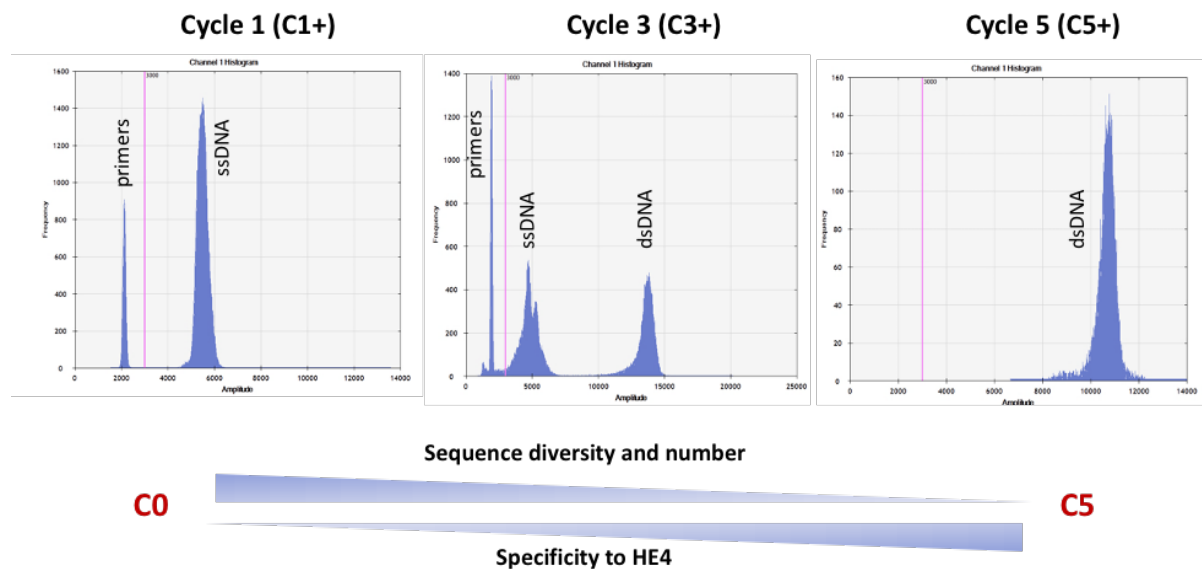 Cycle 1 (C1+)
Cycle 3 (C3+)
Cycle 5 (C5+)
Channel 1 Histogram
1600
1400
1200
1000
800
600
400
200
0
Frequency
3000
primers
ssDNA
0 2000 4000 6000 8000 10000 12000 14000
Amplitude
Channel 1 Histogram
1400
1200
1000
800
600
400
200
0
Frequency
3000
primers
ssDNA
dsDNA
0 5000 10000 15000 20000 25000
Amplitude
Channel 1 Histogram
160
140
120
100
80
60
40
20
0
Frequency
3000
dsDNA
0 2000 4000 6000 8000 10000 12000 14000
Amplitude
Sequence diversity and number
C0
C5
Specificity to HE4